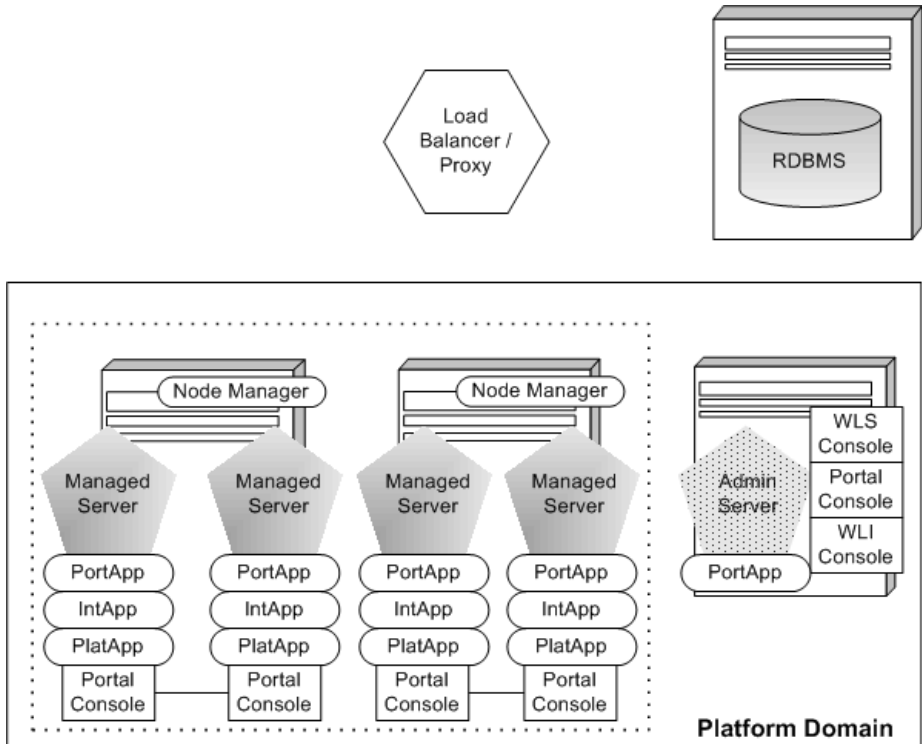 Load
Balancer /
Proxy
RDBMS
Node Manager
Node Manager
Managed
Server
Managed
Server
Managed
Server
Managed
Server
Admin
Server
WLS
Console
Portal
Console
WLI
Console
PortApp
PortApp
PortApp
PortApp
PortApp
IntApp
IntApp
IntApp
IntApp
PlatApp
PlatApp
PlatApp
PlatApp
Portal
Console
Portal
Console
Portal
Console
Portal
Console
Platform Domain